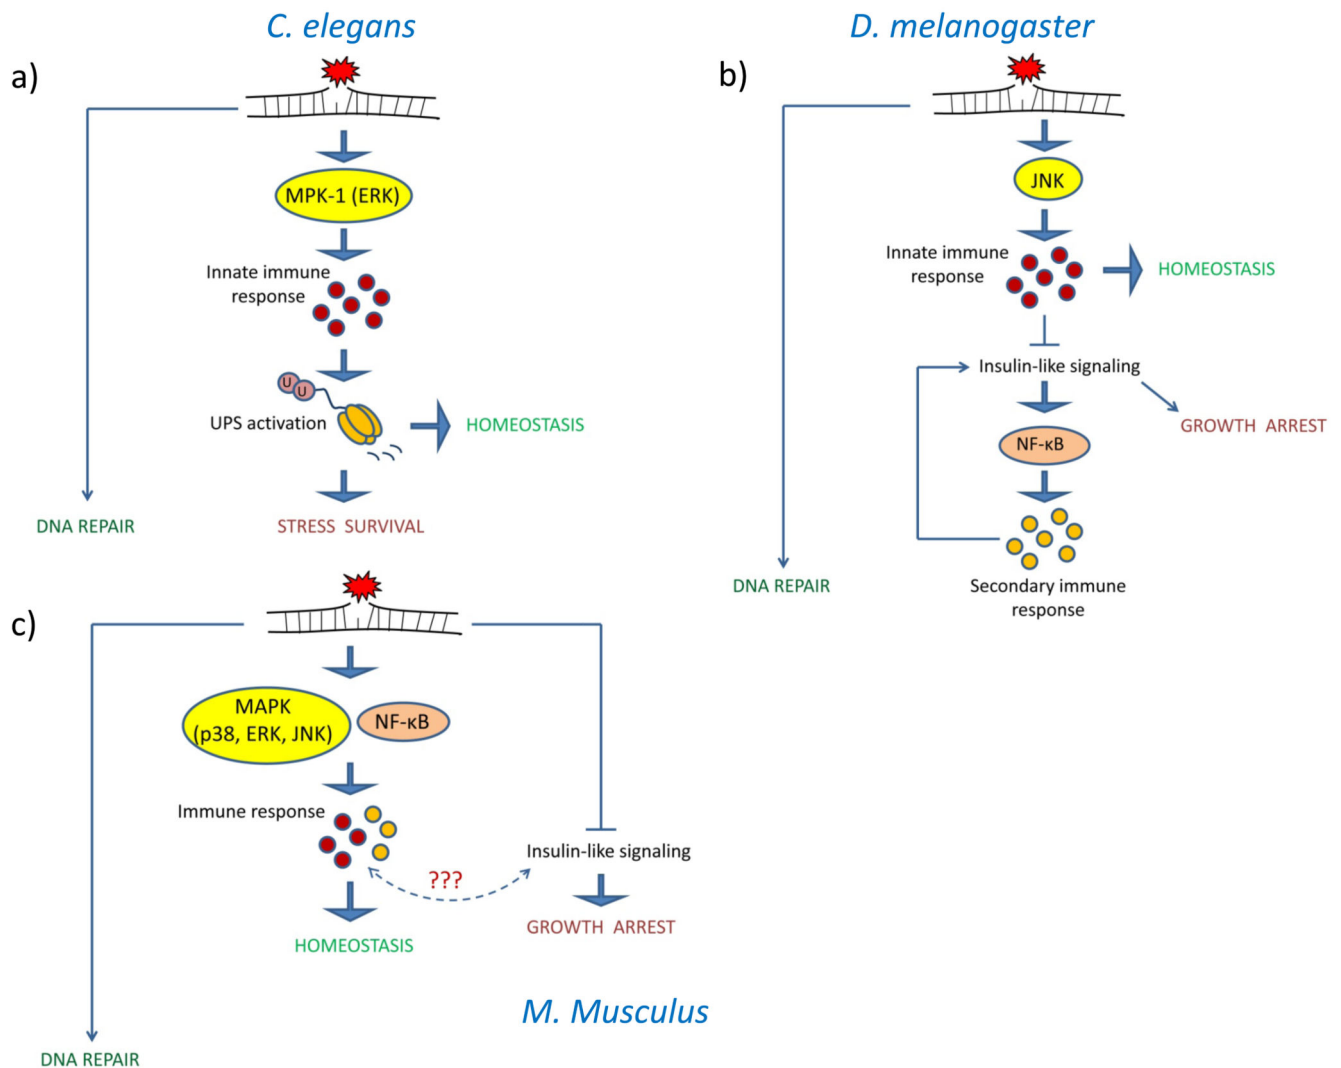 C. elegans
a)
MPK-1 (ERK)
Innate immune
response
U
U
UPS activation
HOMEOSTASIS
DNA REPAIR
STRESS SURVIVAL
D. melanogaster
b)
JNK
Innate immune
response
HOMEOSTASIS
Insulin-like signaling
GROWTH ARREST
NF-κB
DNA REPAIR
Secondary immune
response
c)
MAPK
(p38, ERK, JNK)
NF-κB
Immune response
Insulin-like signaling
???
GROWTH ARREST
HOMEOSTASIS
M. Musculus
DNA REPAIR